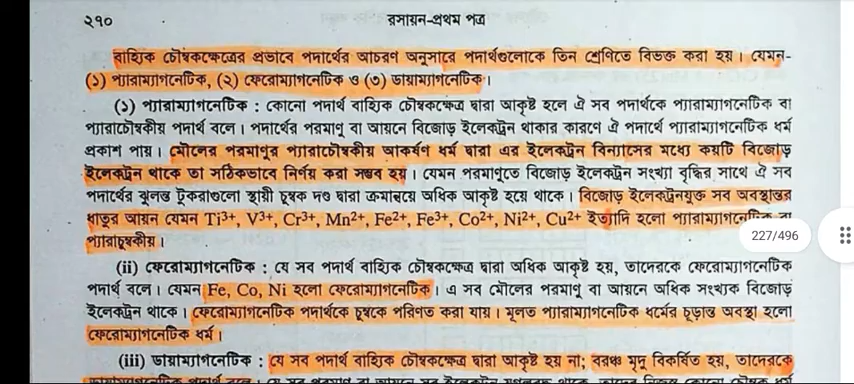 ২১০
রসায়ন-প্রথম পত্র
বাহ্যিক চৌম্বকক্ষেত্রের প্রভাবে পদার্থের আচরণ অনুসারে পদার্থগুলোকে তিন শ্রেণিতে বিভক্ত করা হয়। যেমন-
(১) প্যারাম্যাগনেটিক, (২) ফেরোম্যাগনেটিক ও (৩) ডায়াম্যাগনেটিক।
(১) প্যারাম্যাগনেটিক : কোনো পদার্থ বাহ্যিক চৌম্বকক্ষেত্র দ্বারা আকৃষ্ট হলে ঐ সব পদার্থকে প্যারাম্যাগনেটিক বা
প্যারাচৌম্বকীয় পদার্থ বলে। পদার্থের পরমাণু বা আয়নে বিজোড় ইলেকট্রন থাকার কারণে ঐ পদার্থে প্যারাম্যাগনেটিক ধর্ম
প্রকাশ পায়। মৌলের পরমাণুর প্যারাচৌম্বকীয় আকর্ষণ ধর্ম দ্বারা এর ইলেকট্রন বিন্যাসের মধ্যে কয়টি বিজোড়
ইলেকট্রন থাকে তা সঠিকভাবে নির্ণয় করা সম্ভব হয়। যেমন পরমাণুতে বিজোড় ইলেকট্রন সংখ্যা বৃদ্ধির সাথে ঐ সব
পদার্থের ঝুলন্ত টুকরাগুলো স্থায়ী চুম্বক দণ্ড দ্বারা ক্রমান্বয়ে অধিক আকৃষ্ট হয়ে থাকে। বিজোড় ইলেকট্রনযুক্ত সব অবস্থান্তর
ধাতুর আয়ন যেমন Ti³⁺, V³⁺, Cr³⁺, Mn²⁺, Fe²⁺, Fe³⁺, Co²⁺, Ni²⁺, Cu²⁺ ইত্যাদি হলো প্যারাম্যাগনেটিক বা
প্যারাচুম্বকীয়।
227/496
(ii) ফেরোম্যাগনেটিক : যে সব পদার্থ বাহ্যিক চৌম্বকক্ষেত্র দ্বারা অধিক আকৃষ্ট হয়, তাদেরকে ফেরোম্যাগনেটিক
পদার্থ বলে। যেমন Fe, Co, Ni হলো ফেরোম্যাগনেটিক। এ সব মৌলের পরমাণু বা আয়নে অধিক সংখ্যক বিজোড়
ইলেকট্রন থাকে। ফেরোম্যাগনেটিক পদার্থকে চুম্বকে পরিণত করা যায়। মূলত প্যারাম্যাগনেটিক ধর্মের চূড়ান্ত অবস্থা হলো
ফেরোম্যাগনেটিক ধর্ম।
(iii) ডায়াম্যাগনেটিক : যে সব পদার্থ বাহ্যিক চৌম্বকক্ষেত্র দ্বারা আকৃষ্ট হয় না; বরঞ্চ মৃদু বিকর্ষিত হয়, তাদেরকে